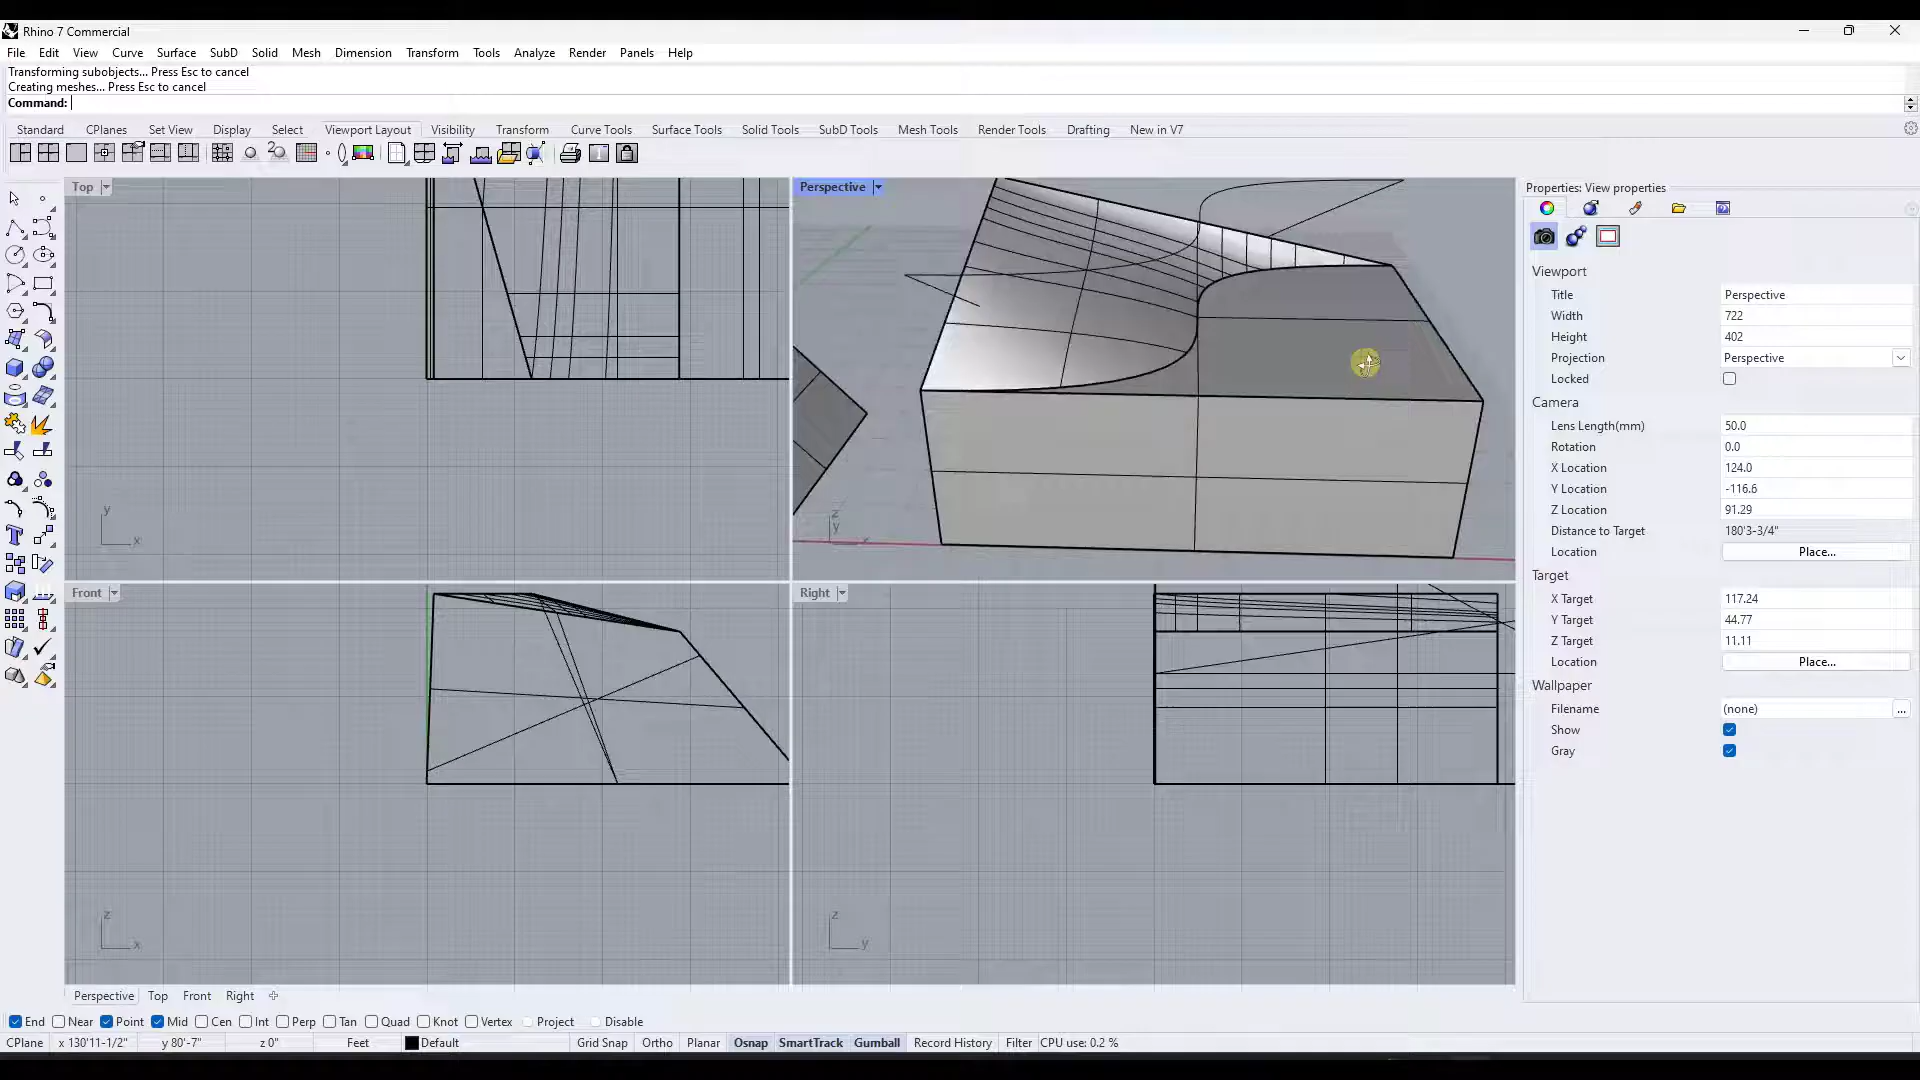 Rhino 7 Commercial
File Edit View Curve Surface SubD Solid Mesh Dimension Transform Tools Analyze Render Panels Help
Transforming subobjects... Press Esc to cancel
Creating meshes... Press Esc to cancel
Command:
Standard CPlanes Set View Display Select Viewport Layout Visibility Transform Curve Tools Surface Tools Solid Tools SubD Tools Mesh Tools Render Tools Drafting New in V7
Top
Perspective
Properties: View properties
Viewport
Title Perspective
Width 722
Height 402
Projection Perspective
Locked
Camera
Lens Length(mm) 50.0
Rotation 0.0
X Location 124.0
Y Location -116.6
Z Location 91.29
Distance to Target 180'3-3/4"
Location Place...
Target
X Target 117.24
Y Target 44.77
Z Target 11.11
Location Place...
Wallpaper
Filename (none) ...
Show
Gray
y
x
z
y
x
Front
Right
z
x
z
y
Perspective Top Front Right
End Near Point Mid Cen Int Perp Tan Quad Knot Vertex Project Disable
CPlane x 130'11-1/2" y 80'-7" z 0" Feet Default Grid Snap Ortho Planar Osnap SmartTrack Gumball Record History Filter CPU use: 0.2 %